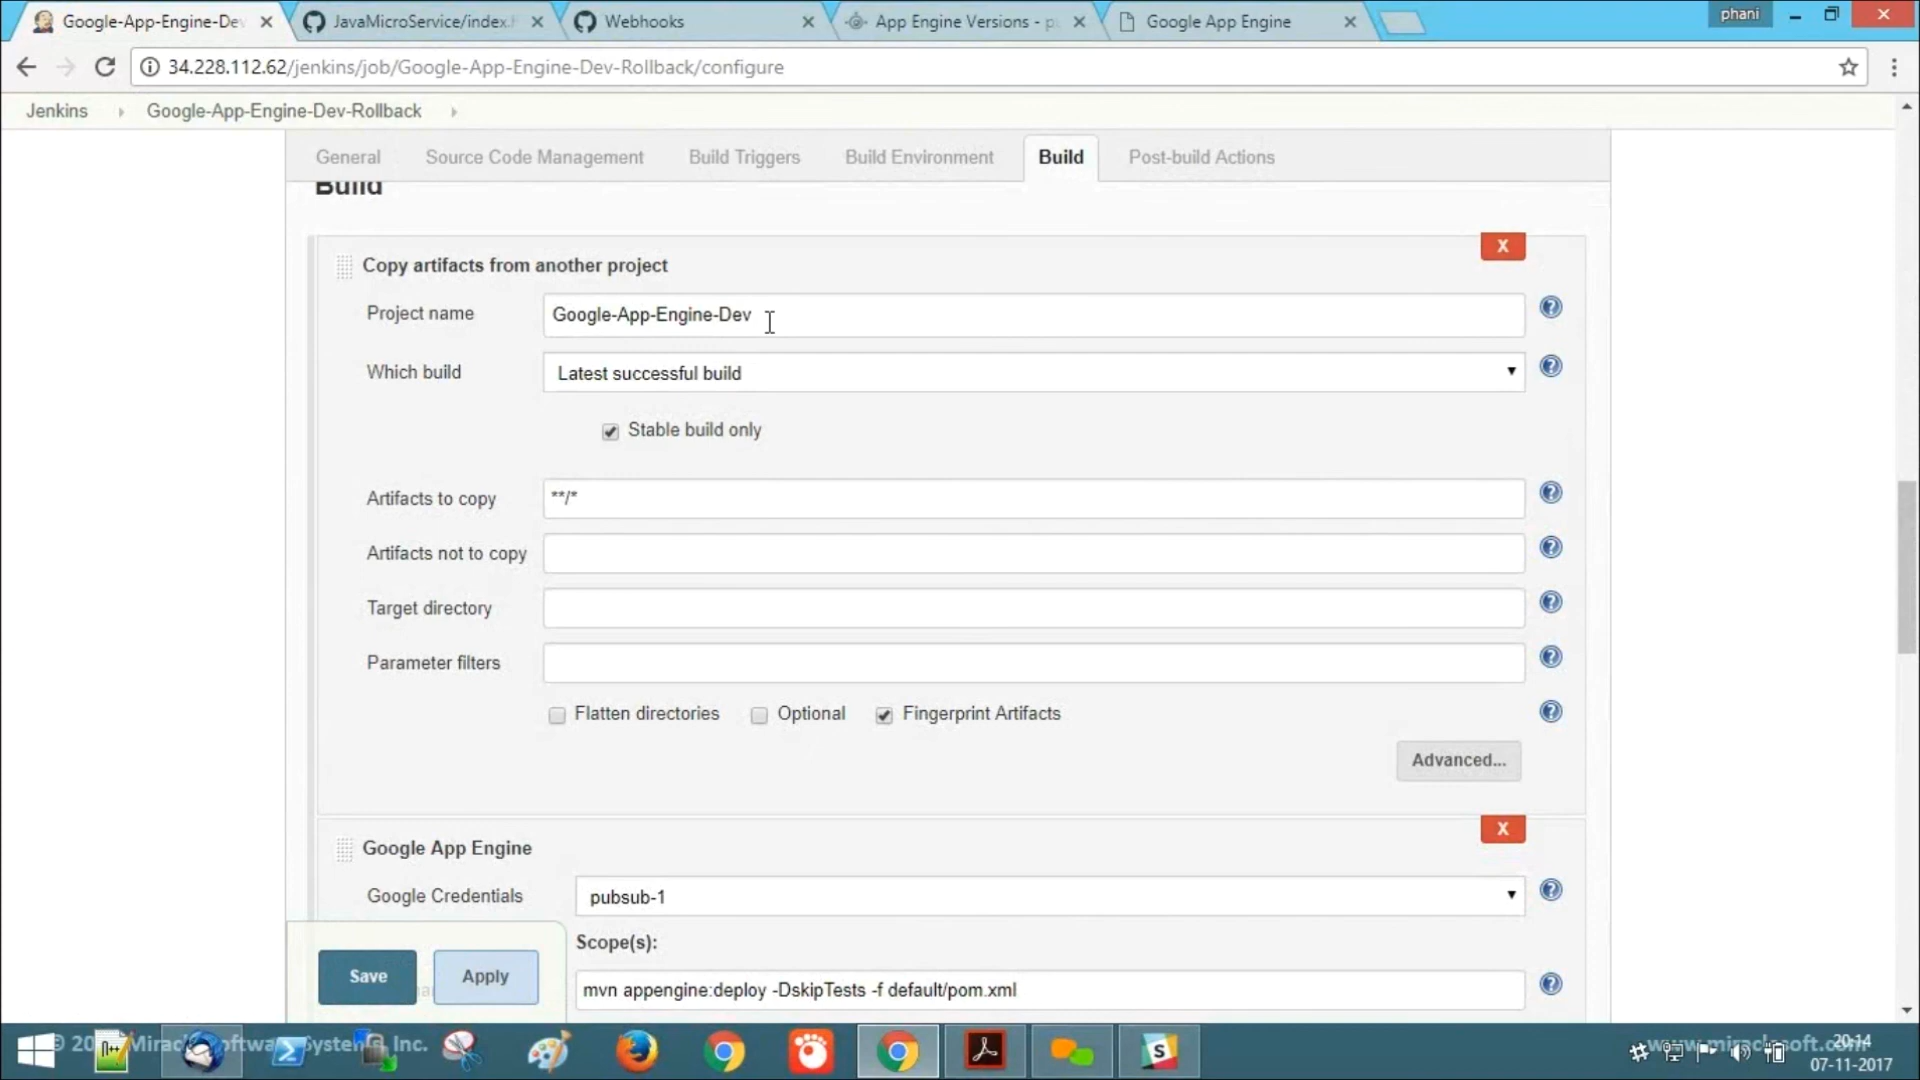 Google-App-Engine-De
JavaMicroService/index.
Webhooks
App Engine Versions - p
Google App Engine
phani
34.228.112.62/jenkins/job/Google-App-Engine-Dev-Rollback/configure
Jenkins
Google-App-Engine-Dev-Rollback
General
Source Code Management
Build Triggers
Build Environment
Build
Post-build Actions
Build
X
Copy artifacts from another project
Project name
Google-App-Engine-Dev
Which build
Latest successful build
Stable build only
Artifacts to copy
**/*
Artifacts not to copy
Target directory
Parameter filters
Flatten directories
Optional
Fingerprint Artifacts
Advanced...
X
Google App Engine
Google Credentials
pubsub-1
Scope(s):
Save
Apply
mvn appengine:deploy -DskipTests -f default/pom.xml
20:14
07-11-2017